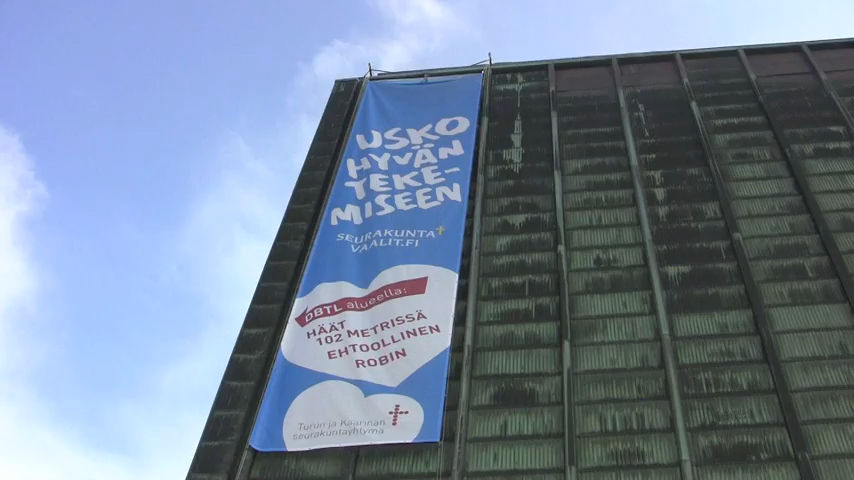 USKO
HYVÄN
TEKE-
MISEEN
SEURAKUNTA
VAALIT.FI
DBTL alueella:
HÄÄT
102 METRISSÄ
EHTOOLLINEN
ROBIN
Turun ja Kaarinan
seurakuntayhtymä